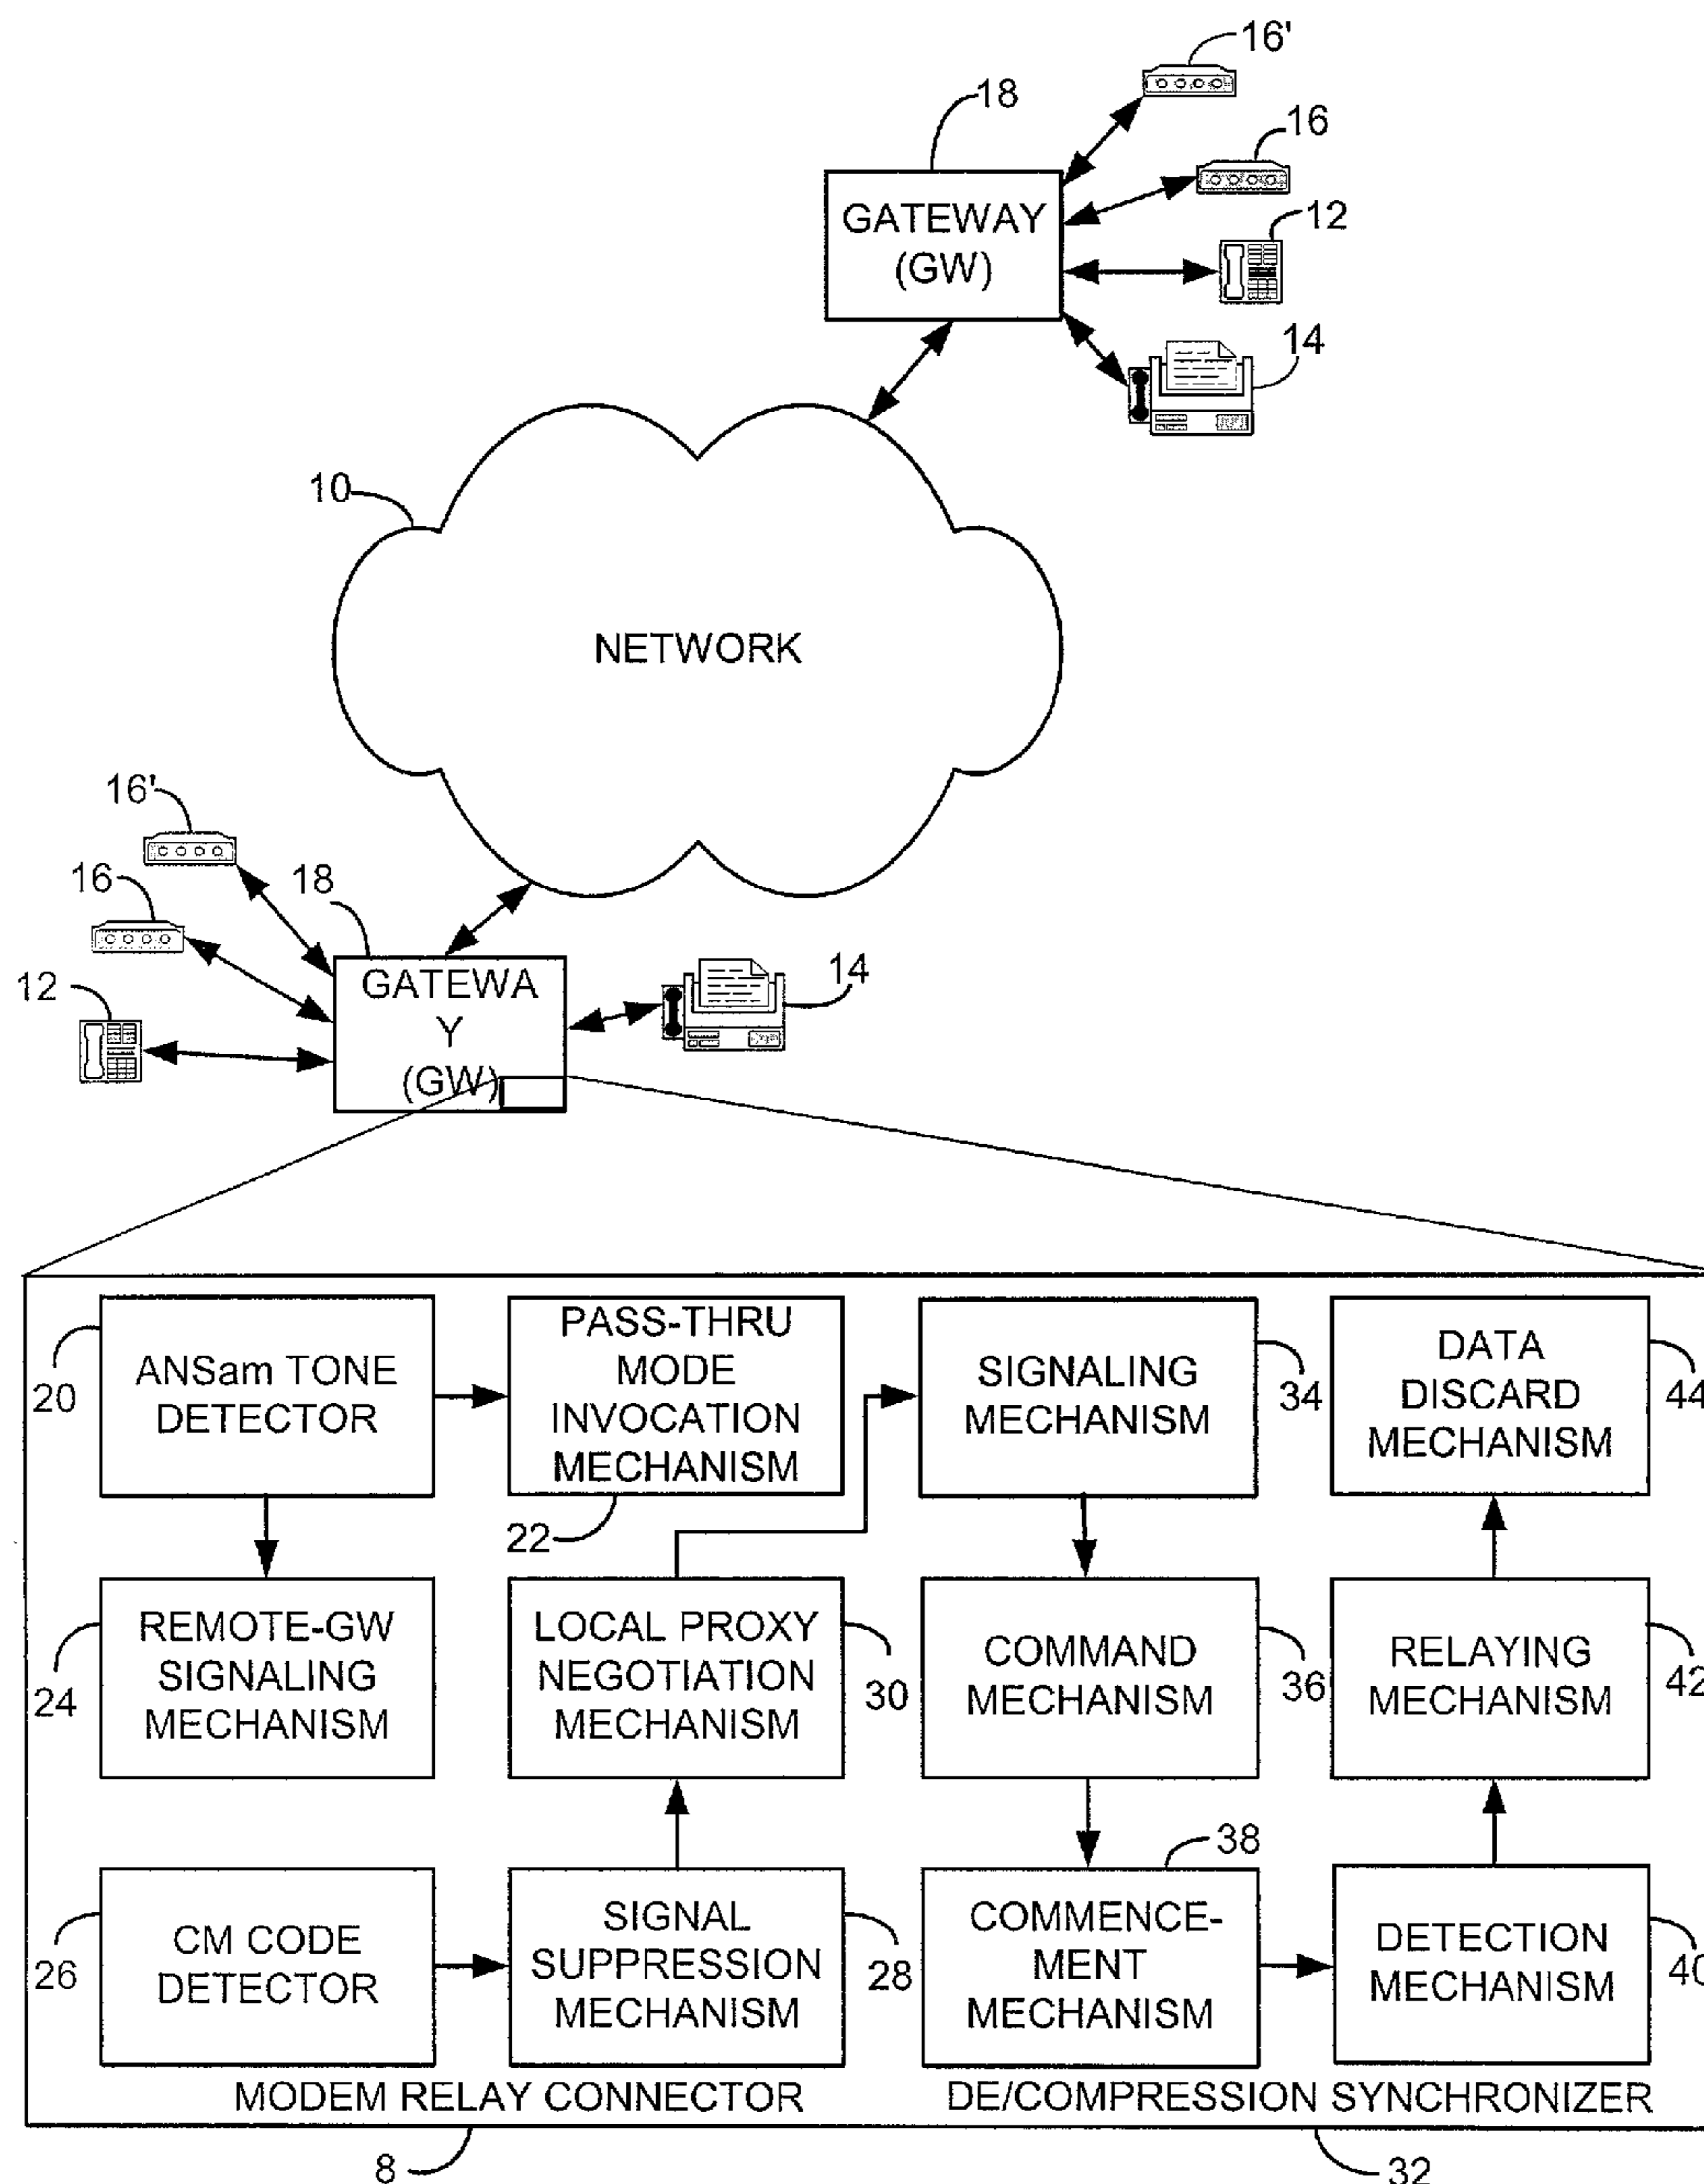 16'
18
16
GATEWAY
(GW)
12
14
10
NETWORK
16'
16
18
12
GATEWA
Y
(GW)
14
20
ANSam TONE
DETECTOR
PASS-THRU
MODE
INVOCATION
MECHANISM
22
SIGNALING
MECHANISM
34
DATA
DISCARD
MECHANISM
44
24
REMOTE-GW
SIGNALING
MECHANISM
LOCAL PROXY
NEGOTIATION
MECHANISM
30
COMMAND
MECHANISM
36
RELAYING
MECHANISM
42
26
CM CODE
DETECTOR
SIGNAL
SUPPRESSION
MECHANISM
28
38
COMMENCE-
MENT
MECHANISM
DETECTION
MECHANISM
40
MODEM RELAY CONNECTOR
DE/COMPRESSION SYNCHRONIZER
8
32